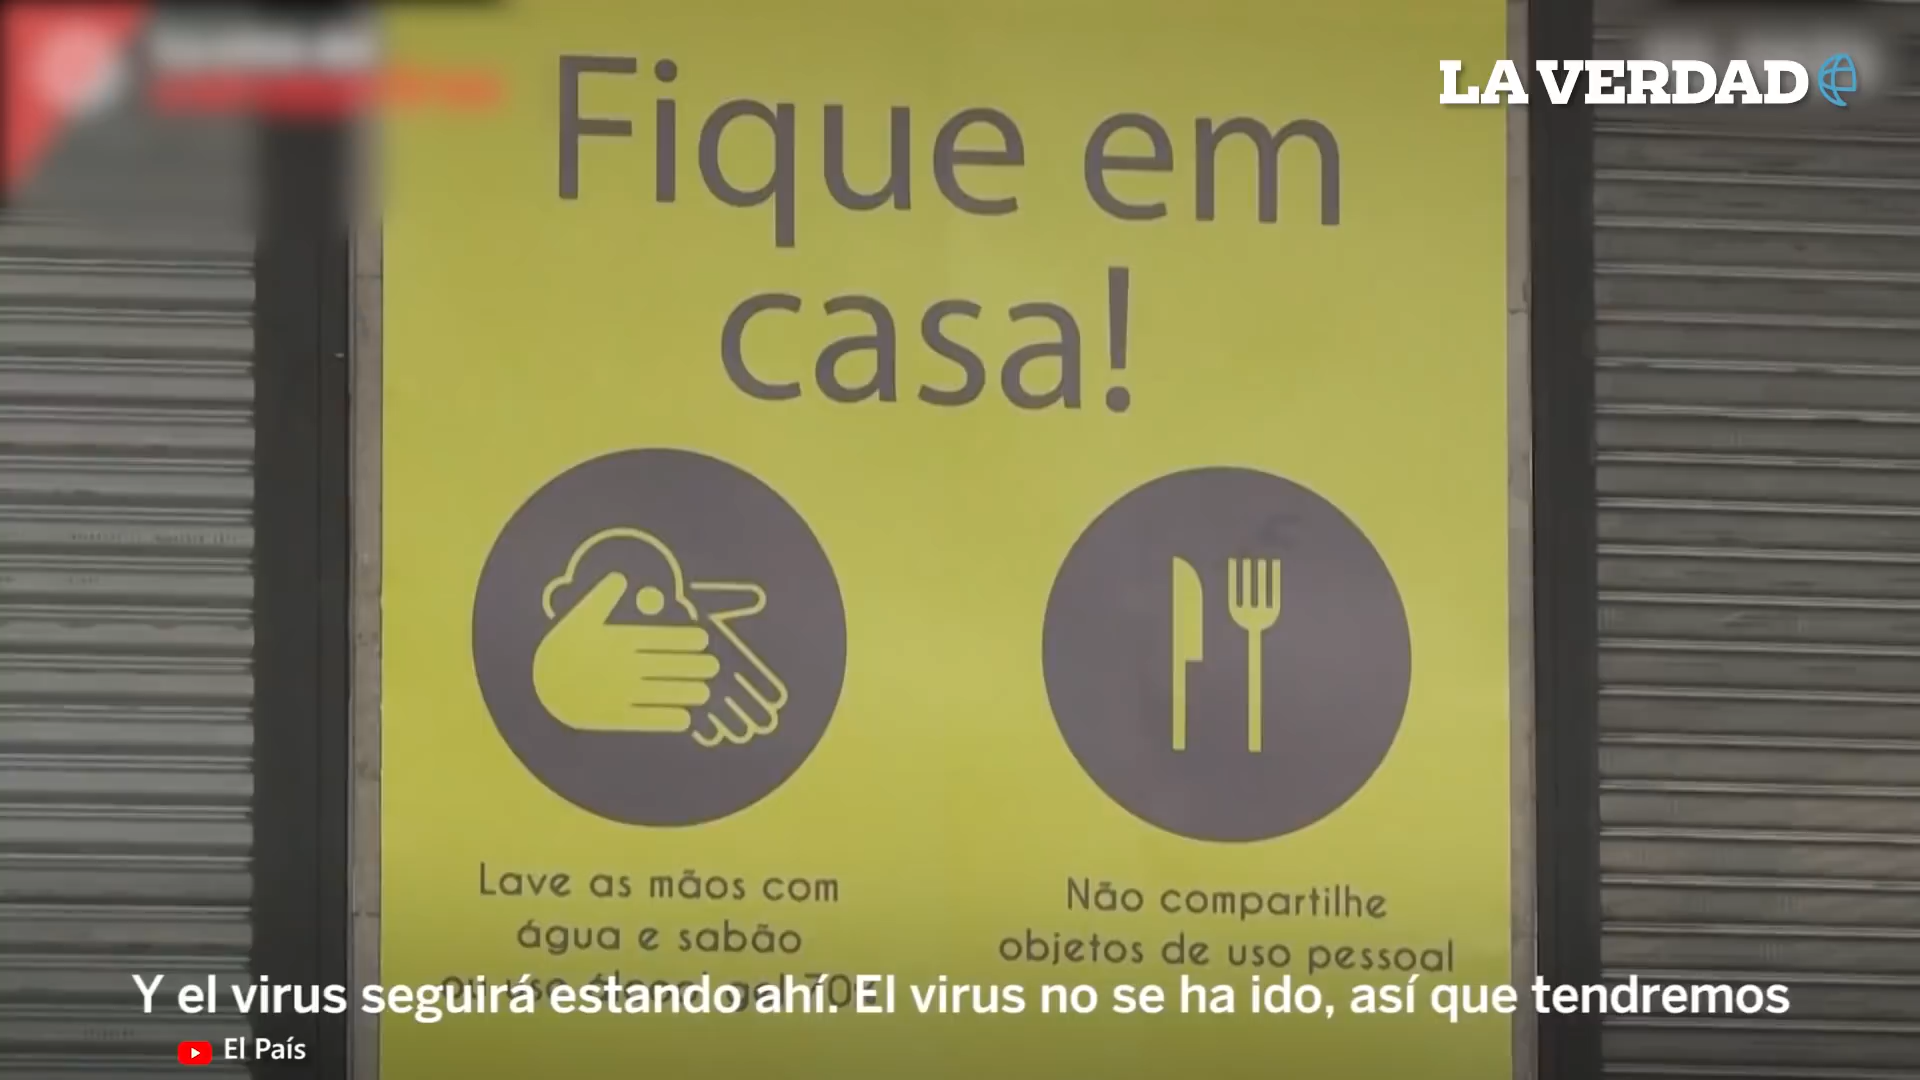 LA VERDAD
Fique em
casa!
Lave as mãos com
água e sabão
Não compartilhe
objetos de uso pessoal
Y el virus seguirá estando ahí. El virus no se ha ido, así que tendremos
El País